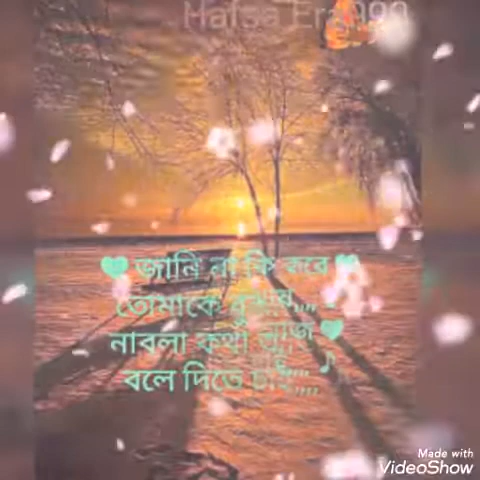 Hafsa
💚 জানি না কি করে 💚
তোমাকে বুঝাব,,,,
নাবলা কথা আজ 💚
বলে দিতে চাই,,,, ♪
Made with
VideoShow